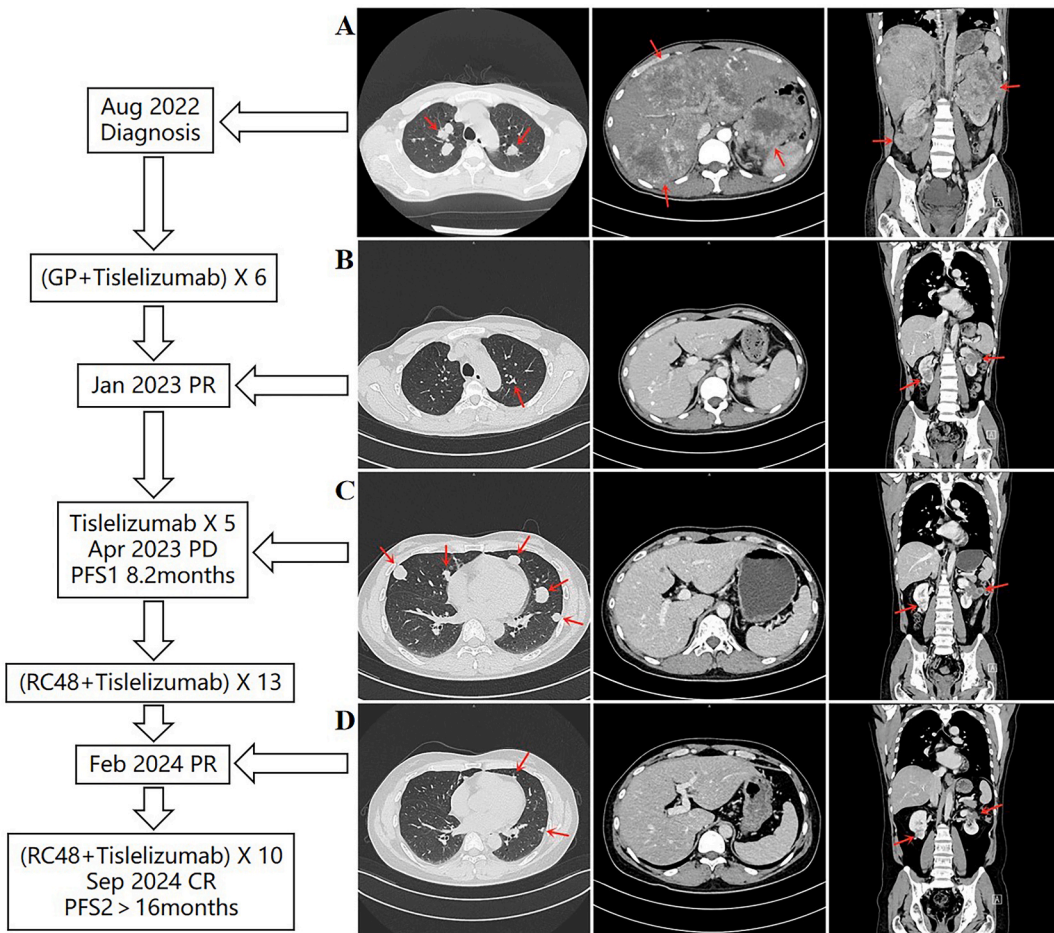 A
Aug 2022
Diagnosis
B
(GP+Tislelizumab) X 6
Jan 2023 PR
C
Tislelizumab X 5
Apr 2023 PD
PFS1 8.2months
(RC48+Tislelizumab) X 13
D
Feb 2024 PR
(RC48+Tislelizumab) X 10
Sep 2024 CR
PFS2 > 16months
A
A
A
A